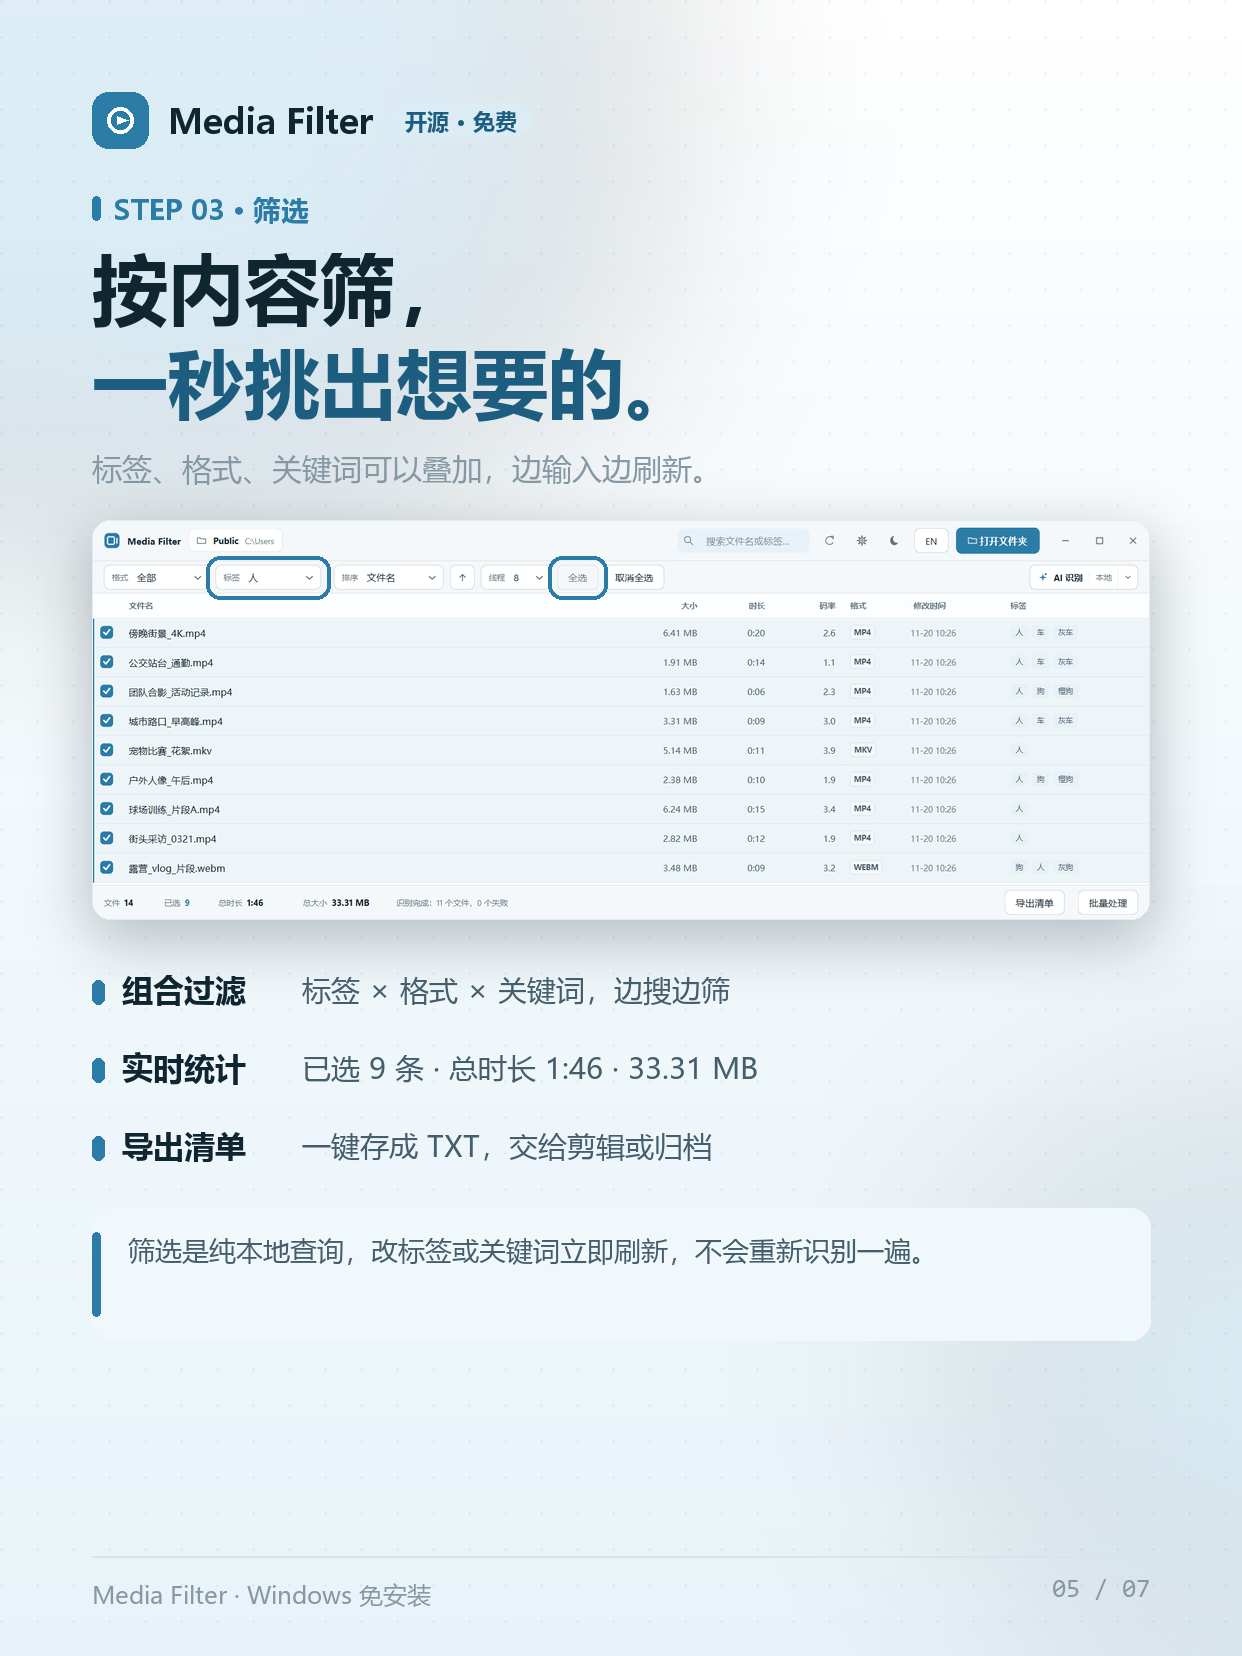 Media Filter 开源·免费
STEP 03·筛选
按内容筛，
一秒挑出想要的。
标签、格式、关键词可以叠加，边输入边刷新。
Media Filter Public C:\Users 搜索文件名或标签... EN 打开文件夹
格式 全部 标签 人 排序 文件名 ↑ 线程 8 全选 取消全选 AI 识别 本地
文件名 大小 时长 码率 格式 修改时间 标签
傍晚街景_4K.mp4 6.41 MB 0:20 2.6 MP4 11-20 10:26 人 车 灰车
公交站台_通勤.mp4 1.91 MB 0:14 1.1 MP4 11-20 10:26 人 车 灰车
团队合影_活动记录.mp4 1.63 MB 0:06 2.3 MP4 11-20 10:26 人 狗 橙狗
城市路口_早高峰.mp4 3.31 MB 0:09 3.0 MP4 11-20 10:26 人 车 灰车
宠物比赛_花絮.mkv 5.14 MB 0:11 3.9 MKV 11-20 10:26 人
户外人像_午后.mp4 2.38 MB 0:10 1.9 MP4 11-20 10:26 人 狗 橙狗
球场训练_片段A.mp4 6.24 MB 0:15 3.4 MP4 11-20 10:26 人
街头采访_0321.mp4 2.82 MB 0:12 1.9 MP4 11-20 10:26 人
露营_vlog_片段.webm 3.48 MB 0:09 3.2 WEBM 11-20 10:26 狗 人 灰狗
文件 14 已选 9 总时长 1:46 总大小 33.31 MB 识别完成：11 个文件，0 个失败 导出清单 批量处理
组合过滤 标签 × 格式 × 关键词，边搜边筛
实时统计 已选 9 条 · 总时长 1:46 · 33.31 MB
导出清单 一键存成 TXT，交给剪辑或归档
筛选是纯本地查询，改标签或关键词立即刷新，不会重新识别一遍。
Media Filter · Windows 免安装
05 / 07